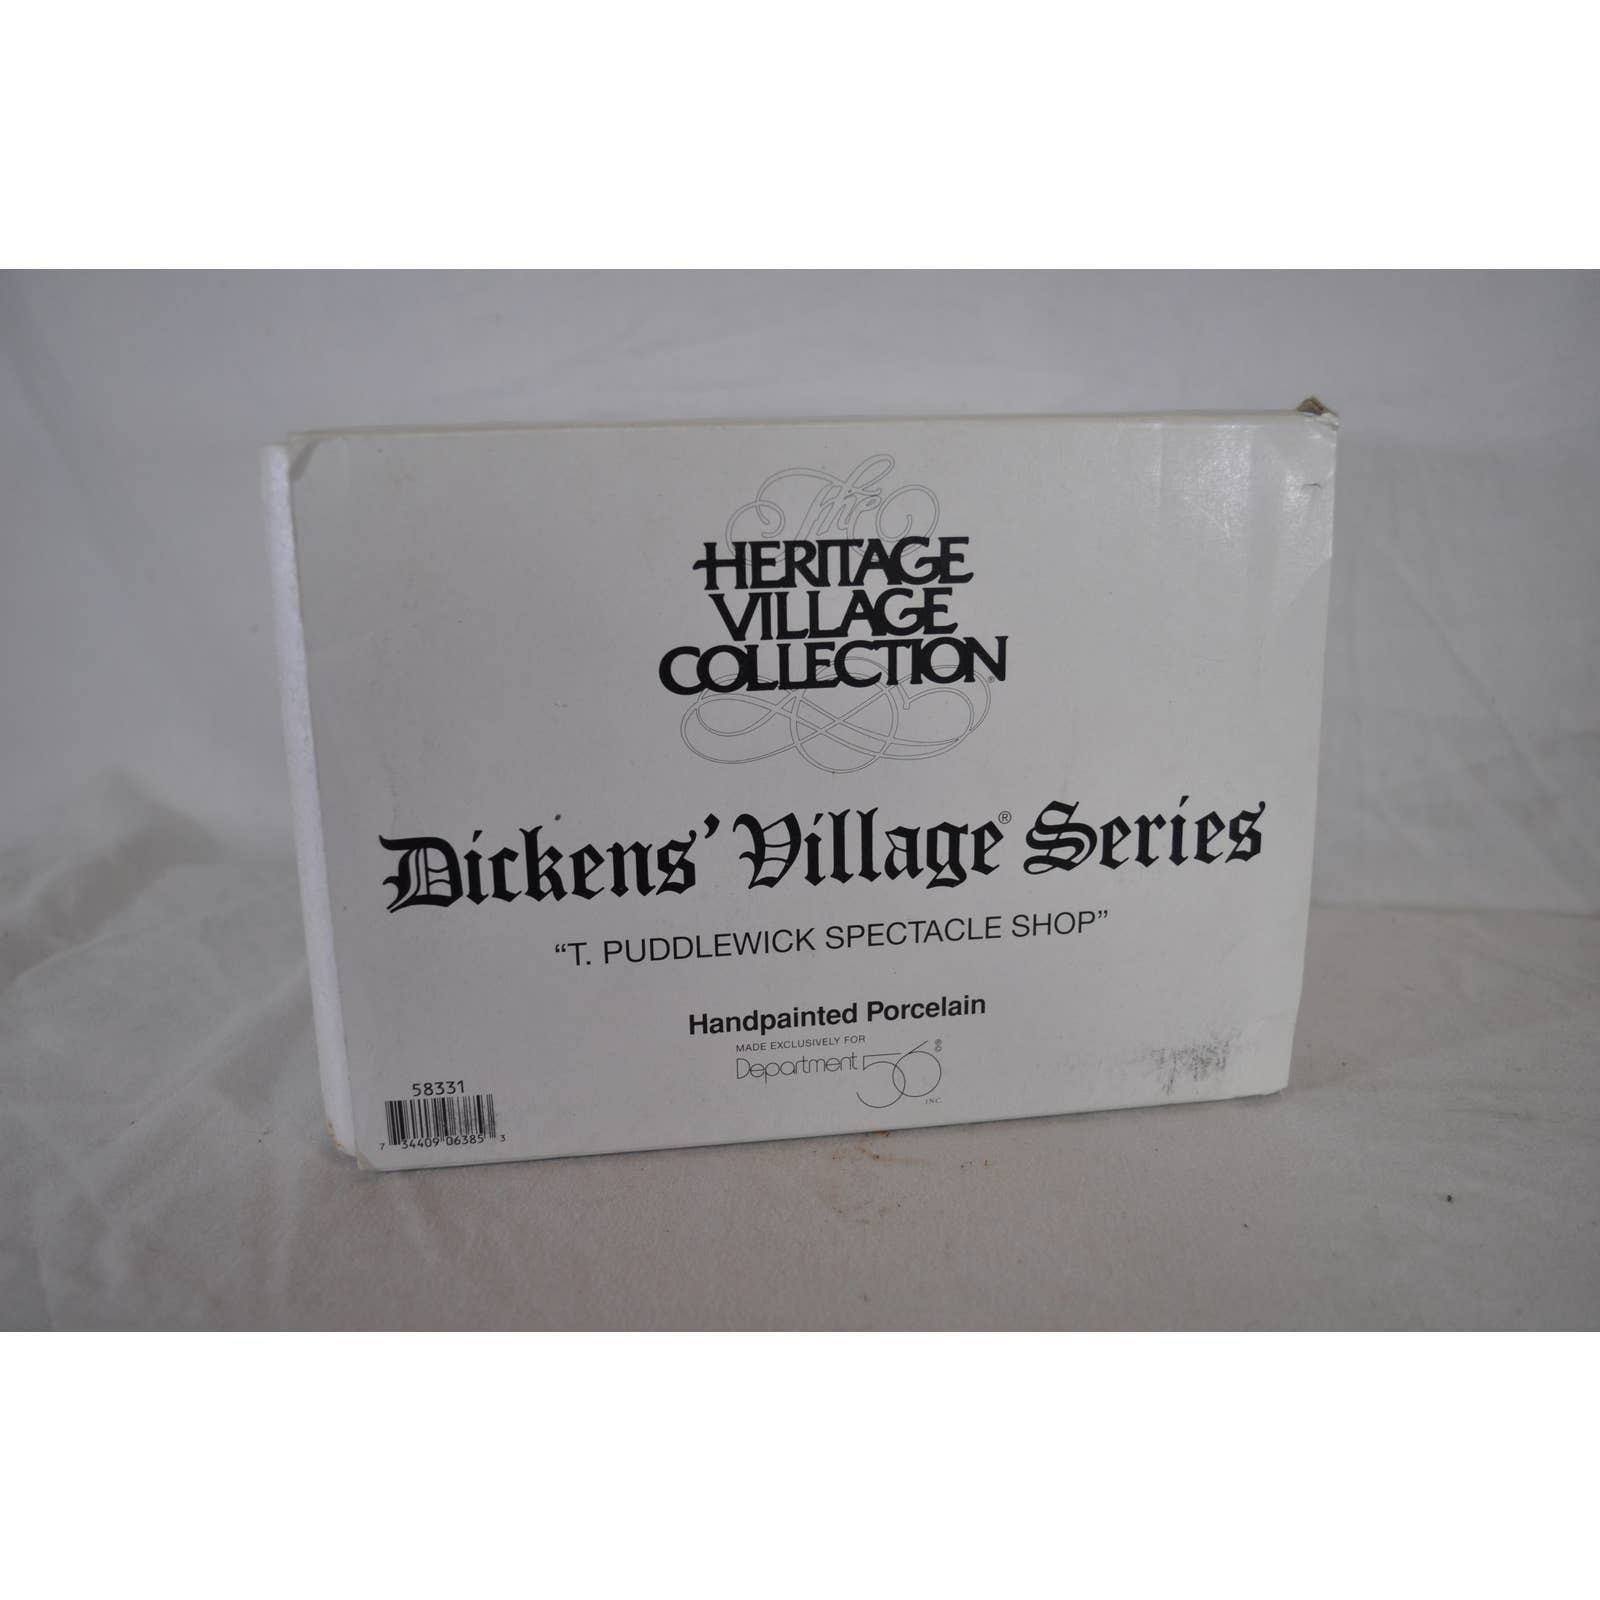 The
HERITAGE
VILLAGE
COLLECTION®
Dickens' Village® Series
“T. PUDDLEWICK SPECTACLE SHOP”
Handpainted Porcelain
MADE EXCLUSIVELY FOR
Department 56®
INC.
58331
7 34409 06385 3